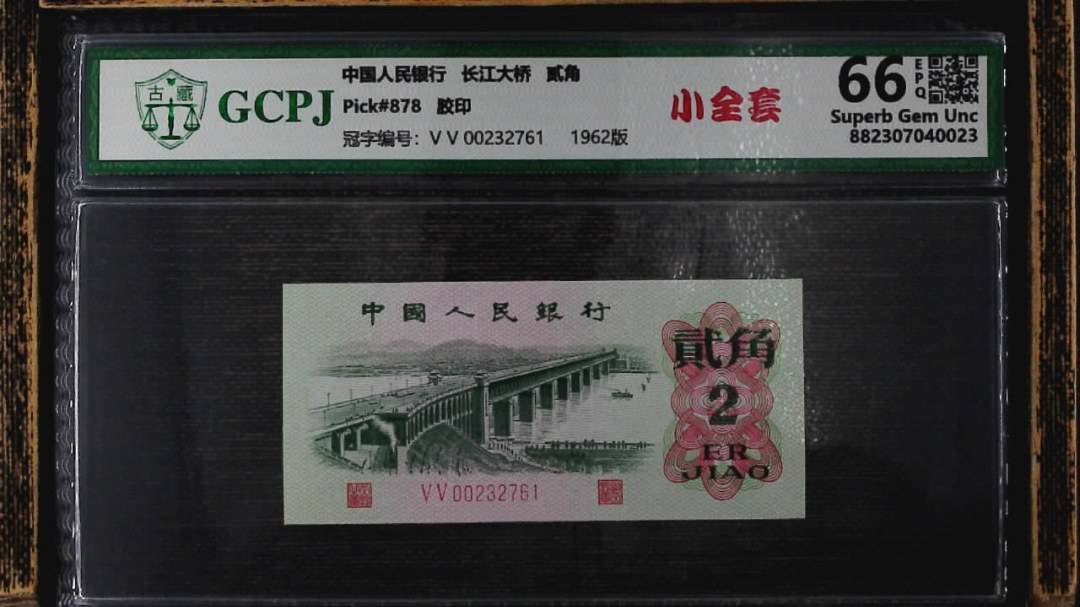 古藏
GCPJ
中国人民银行 长江大桥 贰角
Pick#878 胶印
冠字编号：V V 00232761 1962版
小全套
66 EPQ
Superb Gem Unc
882307040023
中國人民銀行
貳角
2
ER
JIAO
VV00232761